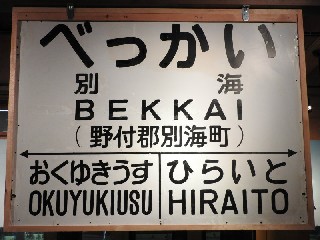 べっかい
別海
BEKKAI
(野付郡別海町)
おくゆきうす ひらいと
OKUYUKIUSU HIRAITO